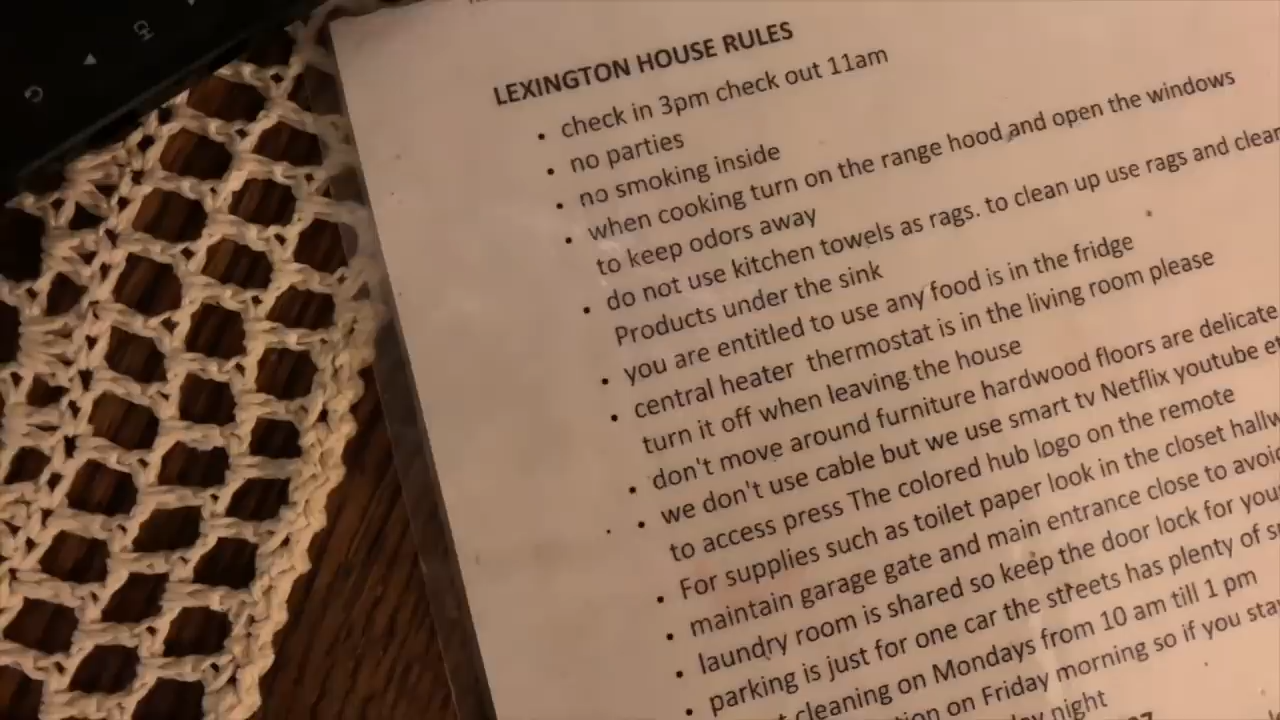 LEXINGTON HOUSE RULES
• check in 3pm check out 11am
• no parties
• no smoking inside
• when cooking turn on the range hood and open the windows
to keep odors away
• do not use kitchen towels as rags. to clean up use rags and clean
Products under the sink
• you are entitled to use any food is in the fridge
• central heater thermostat is in the living room please
turn it off when leaving the house
• don't move around furniture hardwood floors are delicate
• we don't use cable but we use smart tv Netflix youtube
to access press The colored hub logo on the remote
• For supplies such as toilet paper look in the closet
• maintain garage gate and main entrance close to avoid
• laundry room is shared so keep the door lock for your
• parking is just for one car the streets has plenty of
cleaning on Mondays from 10 am till 1 pm
on Friday morning so if you
night